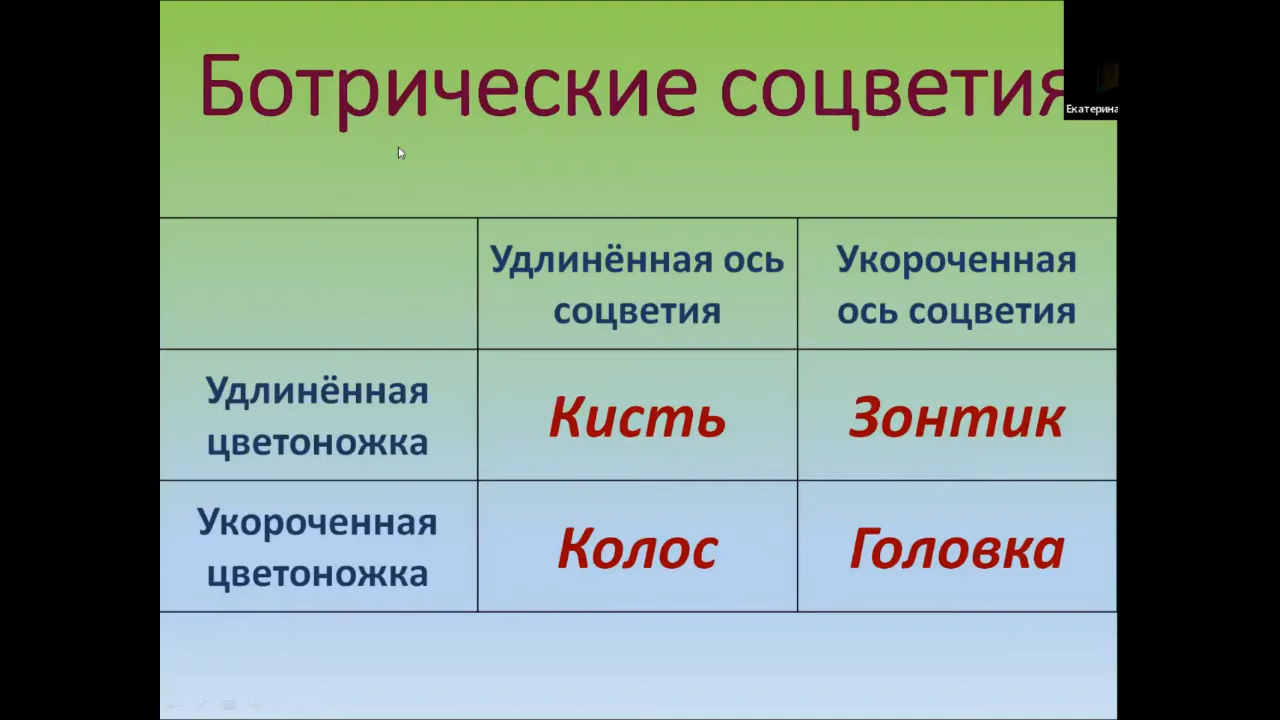 Ботрические соцветия
Екатерина
Удлинённая ось
соцветия
Укороченная
ось соцветия
Удлинённая
цветоножка
Кисть
Зонтик
Укороченная
цветоножка
Колос
Головка